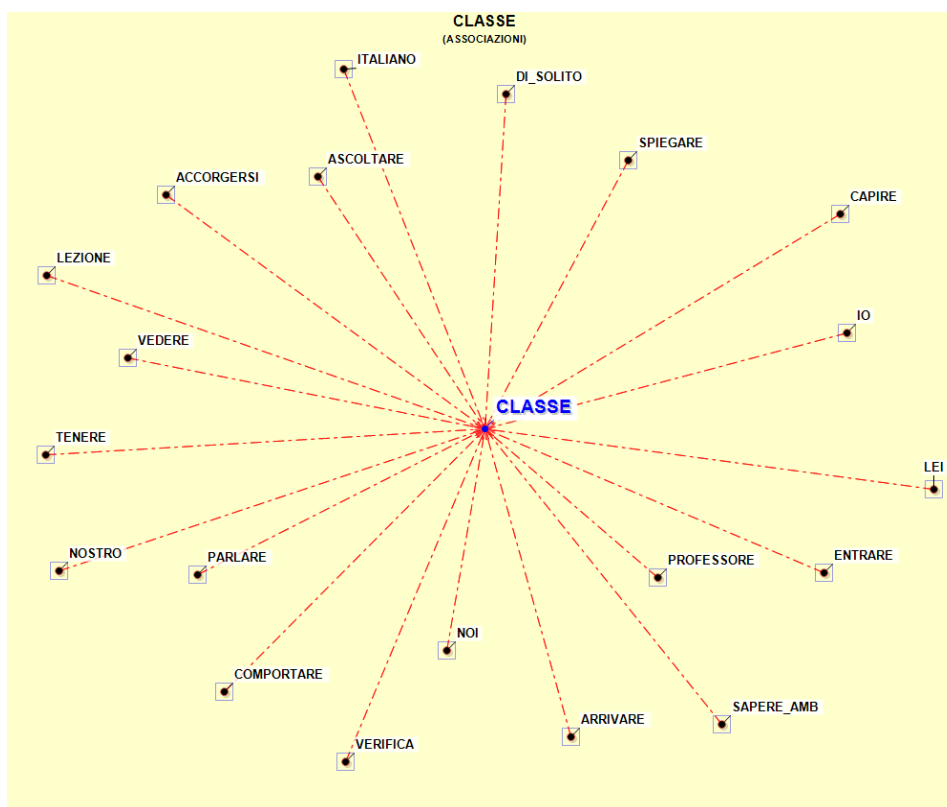 CLASSE
(ASSOCIAZIONI)
ITALIANO
DI_SOLITO
SPIEGARE
ASCOLTARE
ACCORGERSI
CAPIRE
LEZIONE
IO
VEDERE
CLASSE
TENERE
LEI
NOSTRO
PARLARE
PROFESSORE
ENTRARE
NOI
COMPORTARE
SAPERE_AMB
ARRIVARE
VERIFICA